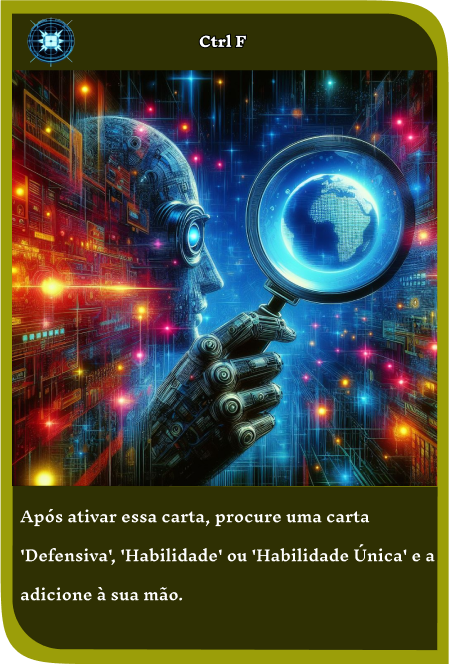 Ctrl F
Após ativar essa carta, procure uma carta
'Defensiva', 'Habilidade' ou 'Habilidade Única' e a
adicione à sua mão.